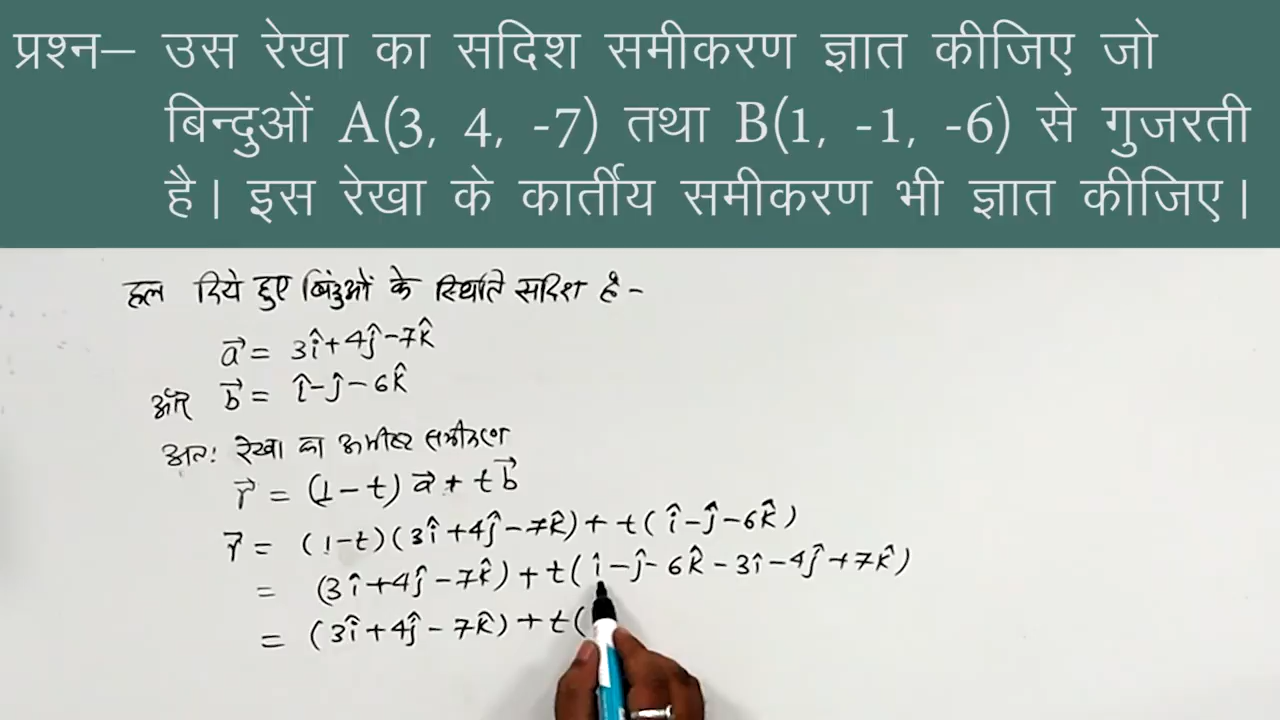 प्रश्न– उस रेखा का सदिश समीकरण ज्ञात कीजिए जो
बिन्दुओं A(3, 4, -7) तथा B(1, -1, -6) से गुजरती
है। इस रेखा के कार्तीय समीकरण भी ज्ञात कीजिए।
हल दिये हुए बिंदुओं के स्थिति सदिश है -
a⃗ = 3î+4ĵ-7k̂
और b⃗ = î-ĵ-6k̂
अतः रेखा का अभीष्ट समीकरण
r⃗ = (1-t) a⃗ + t b⃗
r⃗ = (1-t)(3î+4ĵ-7k̂)+ t(î-ĵ-6k̂)
= (3î+4ĵ-7k̂)+t(î-ĵ-6k̂-3î-4ĵ+7k̂)
= (3î+4ĵ-7k̂)+t(